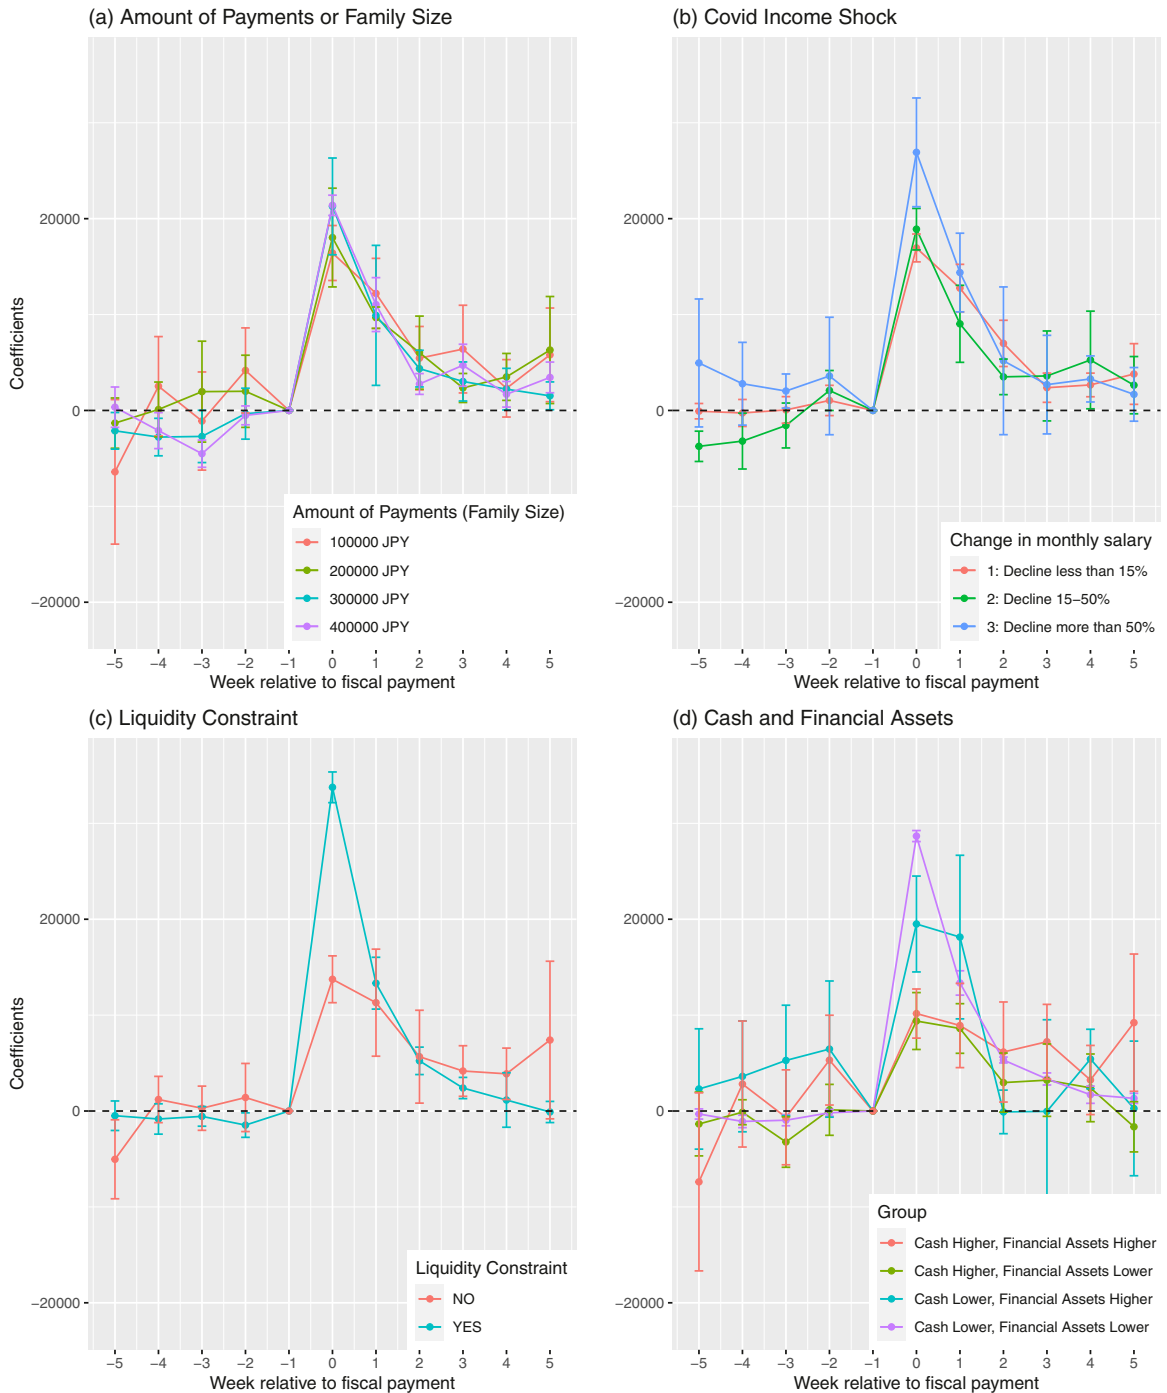 (a) Amount of Payments or Family Size
Coefficients
20000
0
−20000
Amount of Payments (Family Size)
100000 JPY
200000 JPY
300000 JPY
400000 JPY
−5 −4 −3 −2 −1 0 1 2 3 4 5
Week relative to fiscal payment
(b) Covid Income Shock
20000
0
−20000
Change in monthly salary
1: Decline less than 15%
2: Decline 15−50%
3: Decline more than 50%
−5 −4 −3 −2 −1 0 1 2 3 4 5
Week relative to fiscal payment
(c) Liquidity Constraint
Coefficients
20000
0
−20000
Liquidity Constraint
NO
YES
−5 −4 −3 −2 −1 0 1 2 3 4 5
Week relative to fiscal payment
(d) Cash and Financial Assets
20000
0
−20000
Group
Cash Higher, Financial Assets Higher
Cash Higher, Financial Assets Lower
Cash Lower, Financial Assets Higher
Cash Lower, Financial Assets Lower
−5 −4 −3 −2 −1 0 1 2 3 4 5
Week relative to fiscal payment